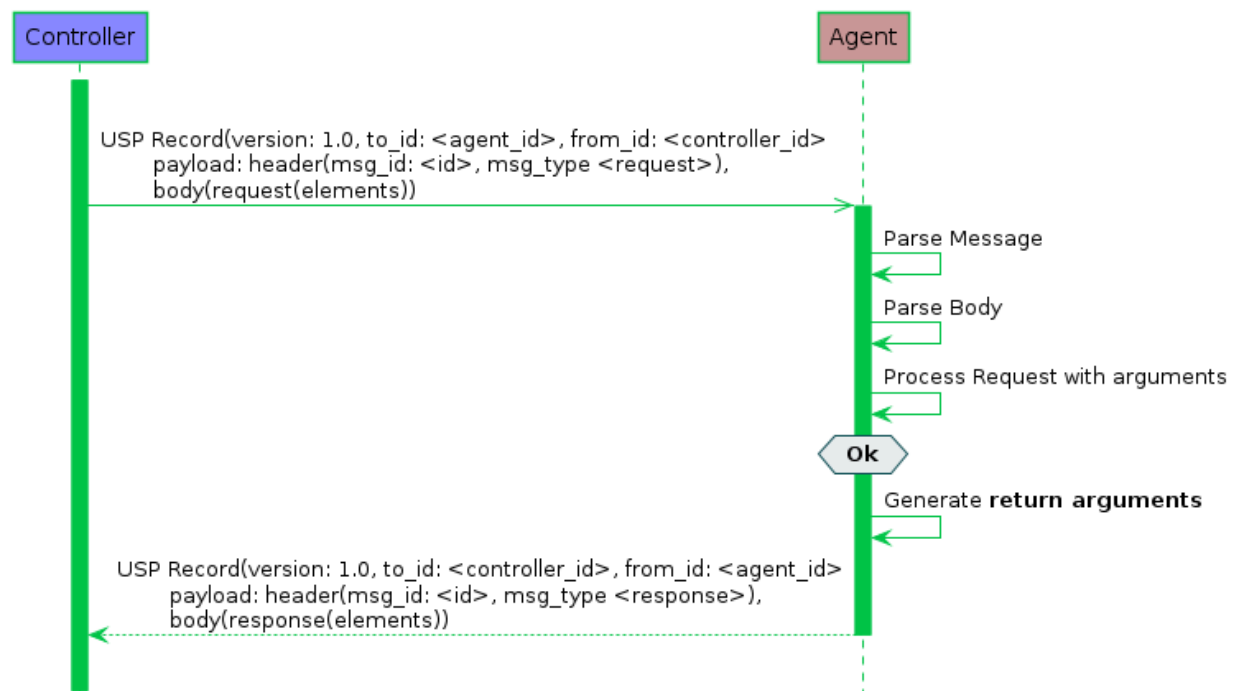 Controller
Agent
USP Record(version: 1.0, to_id: <agent_id>, from_id: <controller_id>
payload: header(msg_id: <id>, msg_type <request>),
body(request(elements))
Parse Message
Parse Body
Process Request with arguments
Ok
Generate return arguments
USP Record(version: 1.0, to_id: <controller_id>, from_id: <agent_id>
payload: header(msg_id: <id>, msg_type <response>),
body(response(elements))